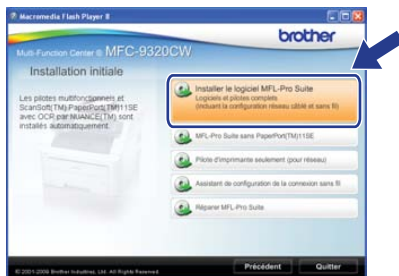 Macromedia Flash Player 8
brother
Multi-Function Center® MFC-9320CW
Installation initiale
Les pilotes multifonctionnels et
ScanSoft(TM) PaperPort(TM)11SE
avec OCR par NUANCE(TM) sont
installés automatiquement.
Installer le logiciel MFL-Pro Suite
Logiciels et pilotes complets
(incluant la configuration réseau câblé et sans fil)
MFL-Pro Suite sans PaperPort(TM)11SE
Pilote d'imprimante seulement (pour réseau)
Assistant de configuration de la connexion sans fil
Réparer MFL-Pro Suite
© 2001-2008 Brother Industries, Ltd. All Rights Reserved.
Précédent
Quitter